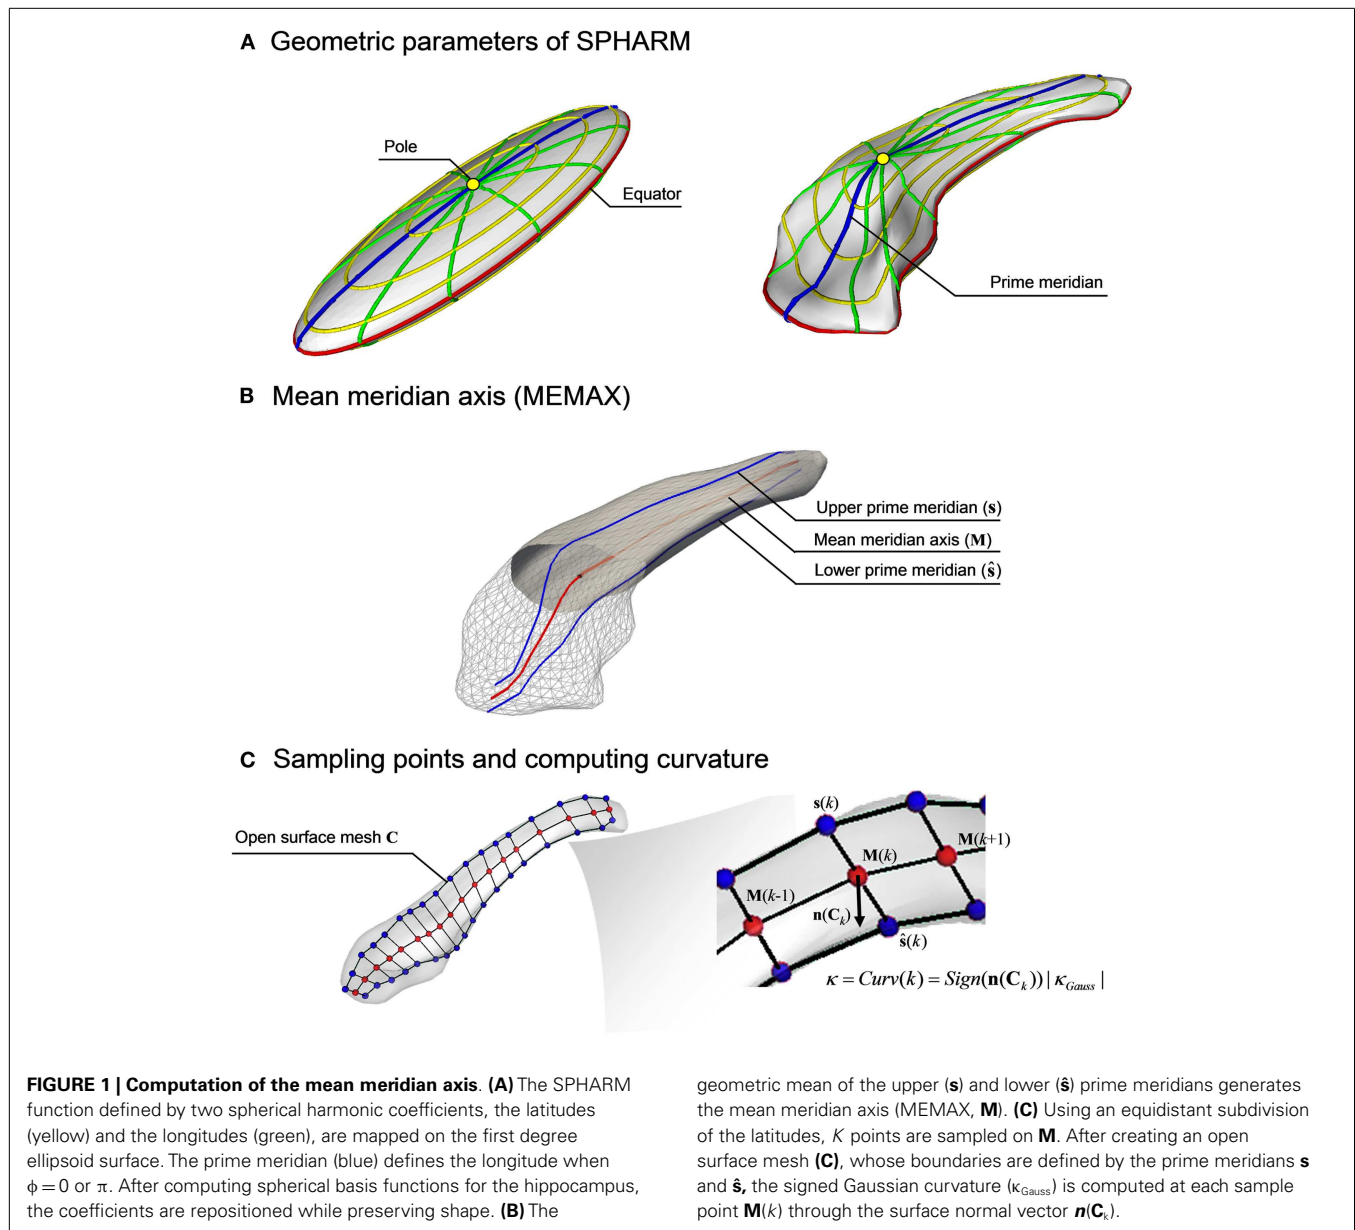 A Geometric parameters of SPHARM
Pole
Equator
Prime meridian
B Mean meridian axis (MEMAX)
Upper prime meridian (s)
Mean meridian axis (M)
Lower prime meridian (ŝ)
C Sampling points and computing curvature
Open surface mesh C
s(k)
M(k)
M(k+1)
M(k-1)
n(Cₖ)
ŝ(k)
κ = Curv(k) = Sign(n(Cₖ)) | κ_Gauss |
FIGURE 1 | Computation of the mean meridian axis. (A) The SPHARM
function defined by two spherical harmonic coefficients, the latitudes
(yellow) and the longitudes (green), are mapped on the first degree
ellipsoid surface. The prime meridian (blue) defines the longitude when
ϕ = 0 or π. After computing spherical basis functions for the hippocampus,
the coefficients are repositioned while preserving shape. (B) The
geometric mean of the upper (s) and lower (ŝ) prime meridians generates
the mean meridian axis (MEMAX, M). (C) Using an equidistant subdivision
of the latitudes, K points are sampled on M. After creating an open
surface mesh (C), whose boundaries are defined by the prime meridians s
and ŝ, the signed Gaussian curvature (κ_Gauss) is computed at each sample
point M(k) through the surface normal vector n(Cₖ).